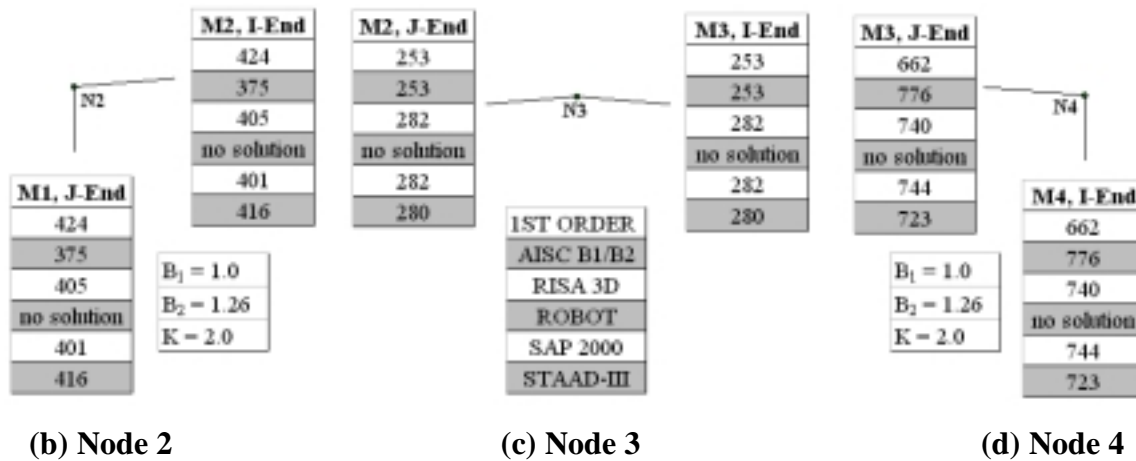 M2, I-End
424
375
405
no solution
401
416
N2
M1, J-End
424
375
405
no solution
401
416
B1 = 1.0
B2 = 1.26
K = 2.0
(b) Node 2
M2, J-End
253
253
282
no solution
282
280
N3
M3, I-End
253
253
282
no solution
282
280
1ST ORDER
AISC B1/B2
RISA 3D
ROBOT
SAP 2000
STAAD-III
(c) Node 3
M3, J-End
662
776
740
no solution
744
723
N4
M4, I-End
662
776
740
no solution
744
723
B1 = 1.0
B2 = 1.26
K = 2.0
(d) Node 4